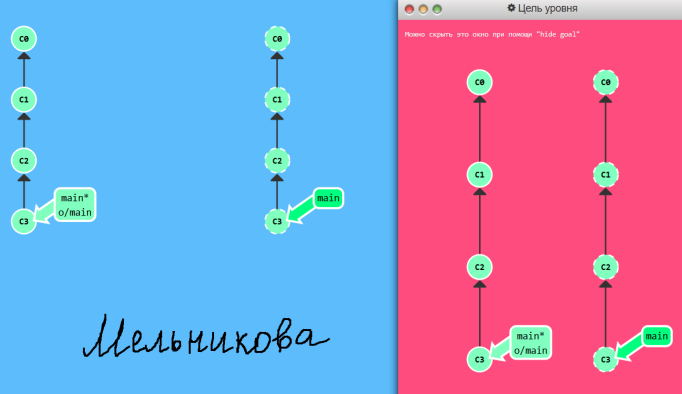 C0
C1
C2
main*
o/main
C3
C0
C1
C2
main
C3
Мельникова
Цель уровня
Можно скрыть это окно при помощи "hide goal"
C0
C1
C2
main*
o/main
C3
C0
C1
C2
main
C3